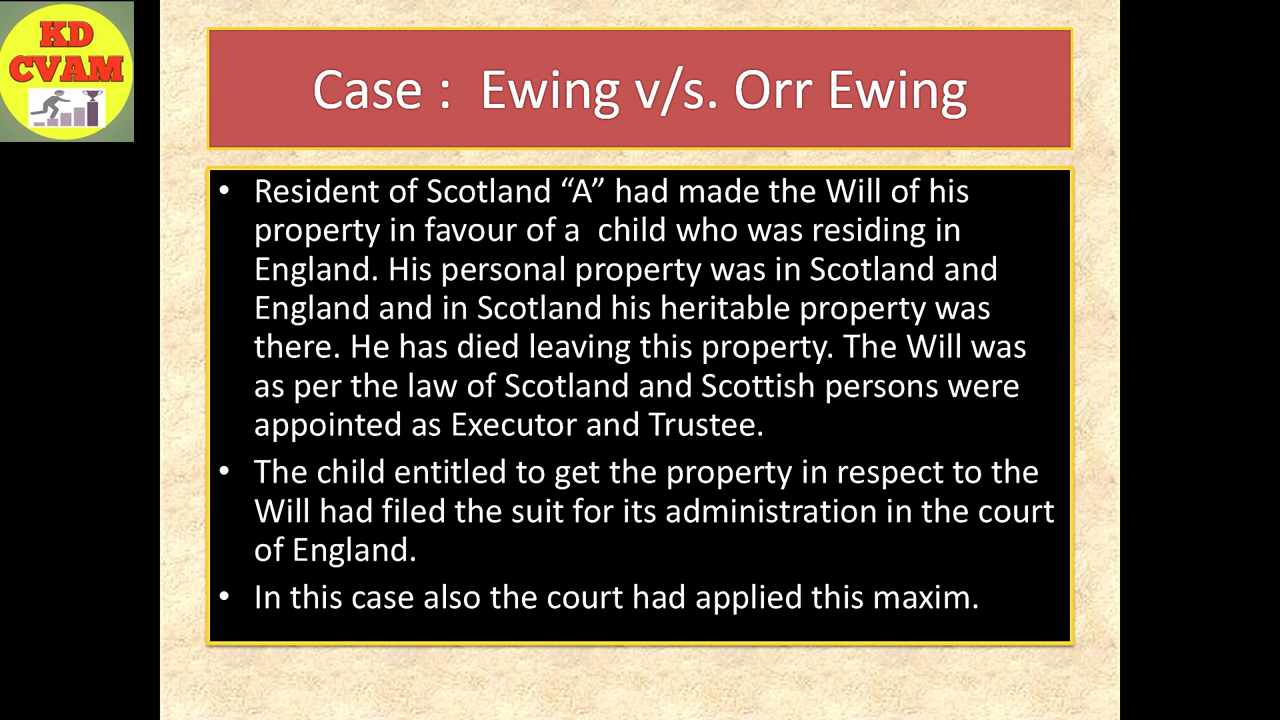 KD
CVAM
Case :  Ewing v/s. Orr Ewing
• Resident of Scotland “A” had made the Will of his
property in favour of a  child who was residing in
England. His personal property was in Scotland and
England and in Scotland his heritable property was
there. He has died leaving this property. The Will was
as per the law of Scotland and Scottish persons were
appointed as Executor and Trustee.
• The child entitled to get the property in respect to the
Will had filed the suit for its administration in the court
of England.
• In this case also the court had applied this maxim.